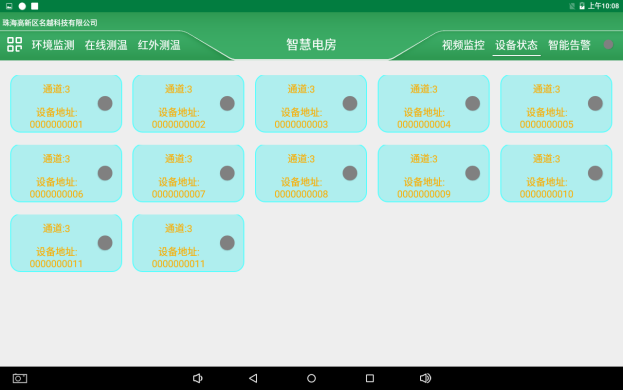 上午10:08
珠海高新区名越科技有限公司
环境监测 在线测温 红外测温 智慧电房 视频监控 设备状态 智能告警
通道:3 通道:3 通道:3 通道:3 通道:3
设备地址: 设备地址: 设备地址: 设备地址: 设备地址:
0000000001 0000000002 0000000003 0000000004 0000000005
通道:3 通道:3 通道:3 通道:3 通道:3
设备地址: 设备地址: 设备地址: 设备地址: 设备地址:
0000000006 0000000007 0000000008 0000000009 0000000010
通道:3 通道:3
设备地址: 设备地址:
0000000011 0000000011